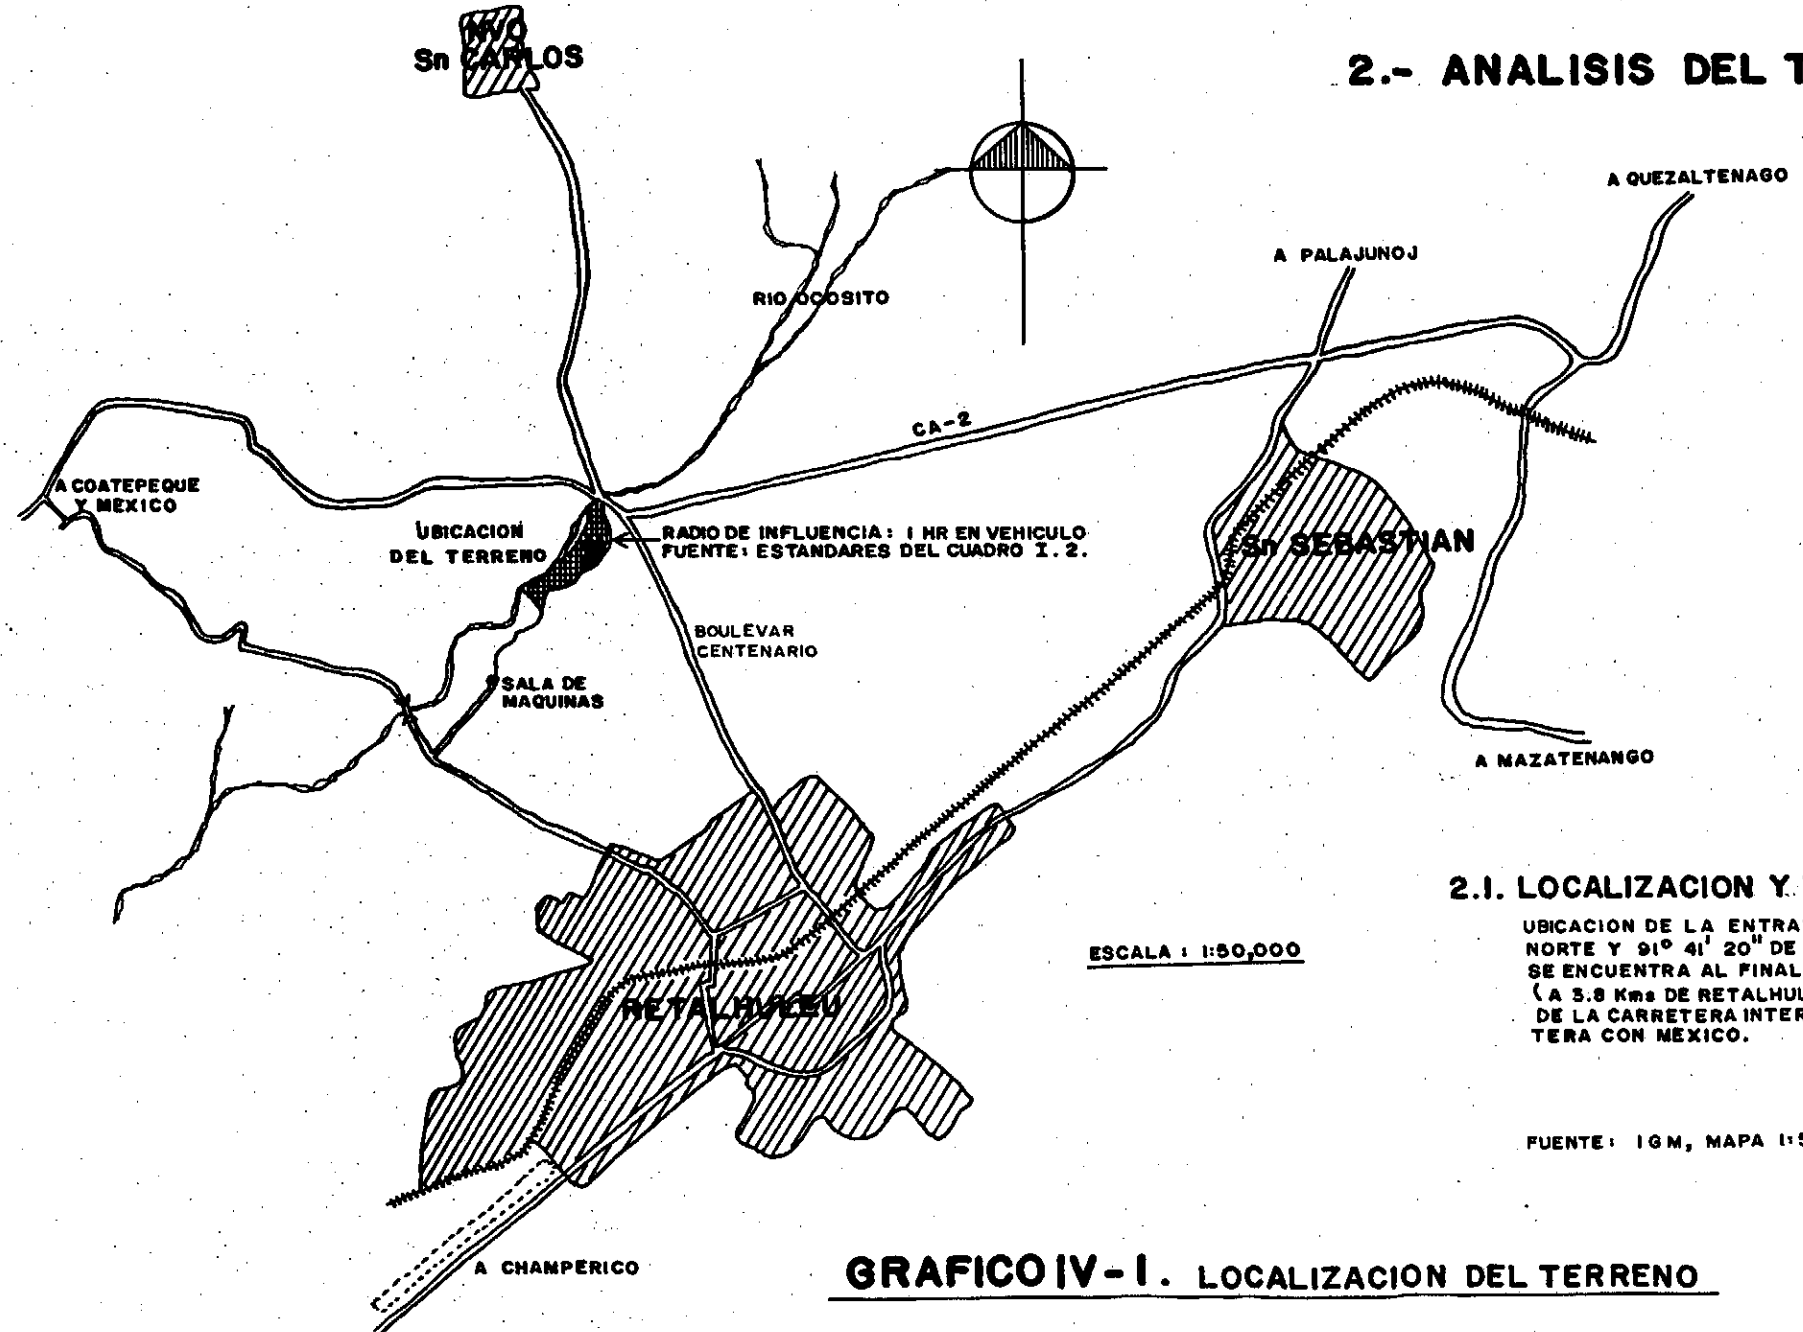 NVO
Sn CARLOS
2.- ANALISIS DEL T
A QUEZALTENAGO
A PALAJUNOJ
RIO OCOSITO
CA-2
A COATEPEQUE
Y MEXICO
UBICACION
DEL TERRENO
RADIO DE INFLUENCIA: 1 HR EN VEHICULO
FUENTE: ESTANDARES DEL CUADRO I.2.
Sn SEBASTIAN
BOULEVAR
CENTENARIO
SALA DE
MAQUINAS
A MAZATENANGO
2.1. LOCALIZACION Y
UBICACION DE LA ENTRA
NORTE Y 91° 41' 20" DE
SE ENCUENTRA AL FINAL
(A 3.8 Kms DE RETALHUL
DE LA CARRETERA INTER
TERA CON MEXICO.
ESCALA : 1:50,000
RETALHULEU
FUENTE: IGM, MAPA 1:5
A CHAMPERICO
GRAFICO IV-1. LOCALIZACION DEL TERRENO